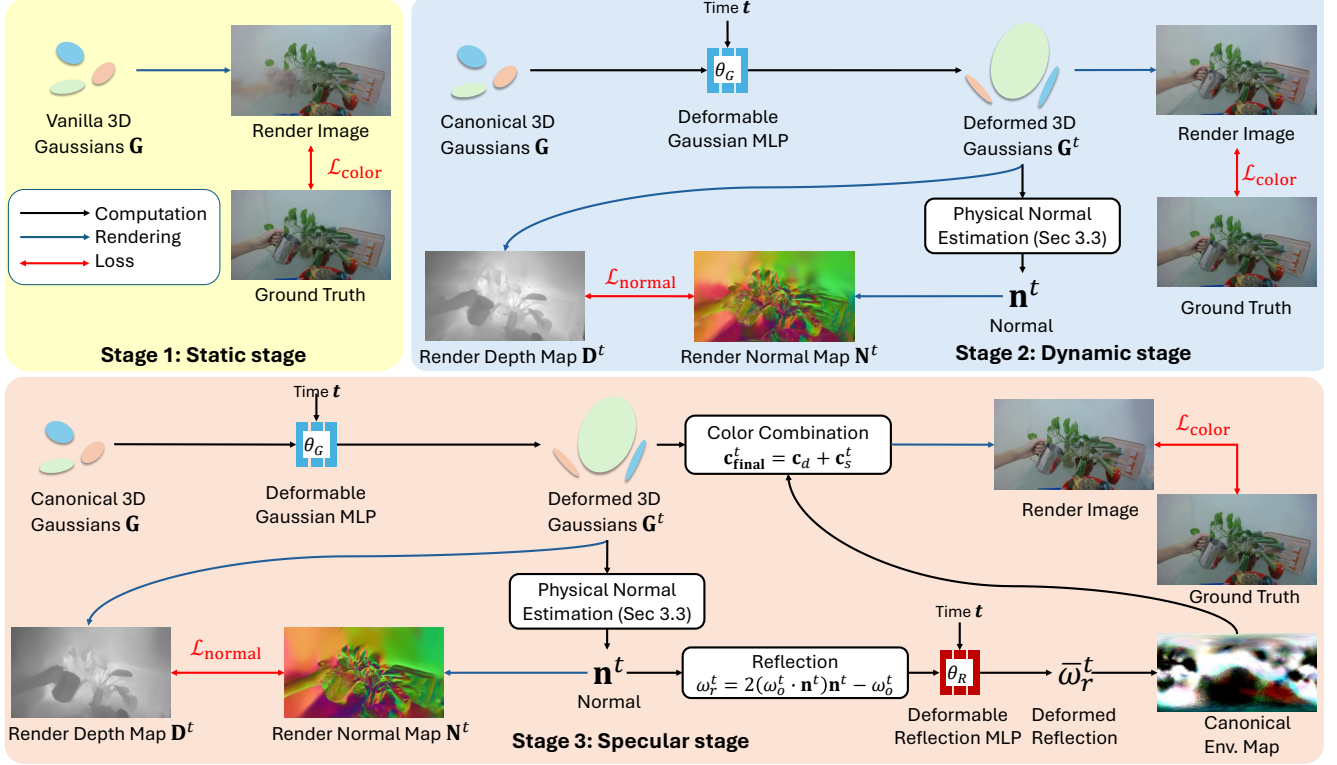 Vanilla 3D
Gaussians G
Render Image
ℒcolor
Ground Truth
Computation
Rendering
Loss
Stage 1: Static stage
Time t
Canonical 3D
Gaussians G
θG
Deformable
Gaussian MLP
Deformed 3D
Gaussians Gᵗ
Render Image
ℒcolor
Ground Truth
Physical Normal
Estimation (Sec 3.3)
nᵗ
Normal
ℒnormal
Render Depth Map Dᵗ
Render Normal Map Nᵗ
Stage 2: Dynamic stage
Time t
Canonical 3D
Gaussians G
θG
Deformable
Gaussian MLP
Deformed 3D
Gaussians Gᵗ
Color Combination
cᵗfinal = cd + cᵗs
Render Image
ℒcolor
Ground Truth
Physical Normal
Estimation (Sec 3.3)
nᵗ
Normal
ℒnormal
Render Depth Map Dᵗ
Render Normal Map Nᵗ
Reflection
ωᵗr = 2(ωᵗo · nᵗ)nᵗ − ωᵗo
Time t
θR
Deformable
Reflection MLP
ω̅ᵗr
Deformed
Reflection
Canonical
Env. Map
Stage 3: Specular stage